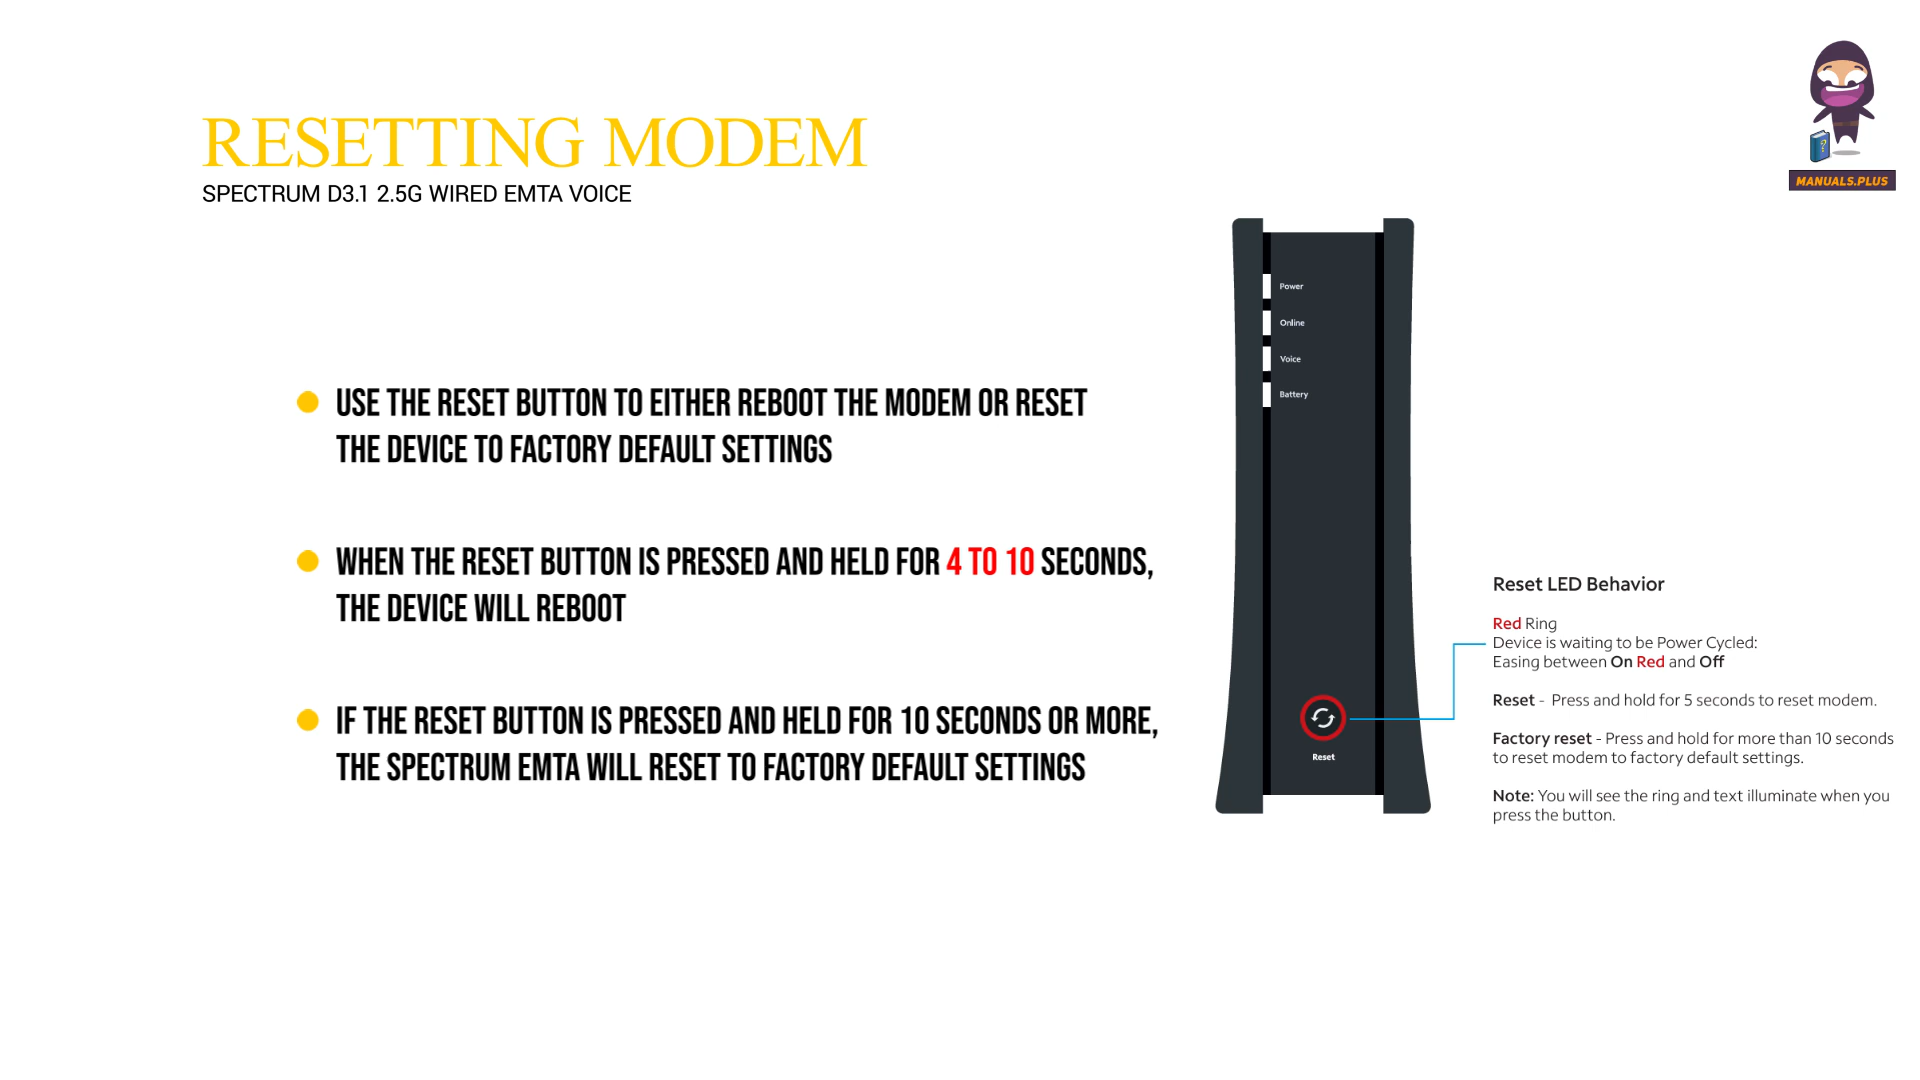 RESETTING MODEM
SPECTRUM D3.1 2.5G WIRED EMTA VOICE
MANUALS.PLUS
USE THE RESET BUTTON TO EITHER REBOOT THE MODEM OR RESET
THE DEVICE TO FACTORY DEFAULT SETTINGS
WHEN THE RESET BUTTON IS PRESSED AND HELD FOR 4 TO 10 SECONDS,
THE DEVICE WILL REBOOT
IF THE RESET BUTTON IS PRESSED AND HELD FOR 10 SECONDS OR MORE,
THE SPECTRUM EMTA WILL RESET TO FACTORY DEFAULT SETTINGS
Power
Online
Voice
Battery
Reset
Reset LED Behavior
Red Ring
Device is waiting to be Power Cycled:
Easing between On Red and Off
Reset - Press and hold for 5 seconds to reset modem.
Factory reset - Press and hold for more than 10 seconds
to reset modem to factory default settings.
Note: You will see the ring and text illuminate when you
press the button.